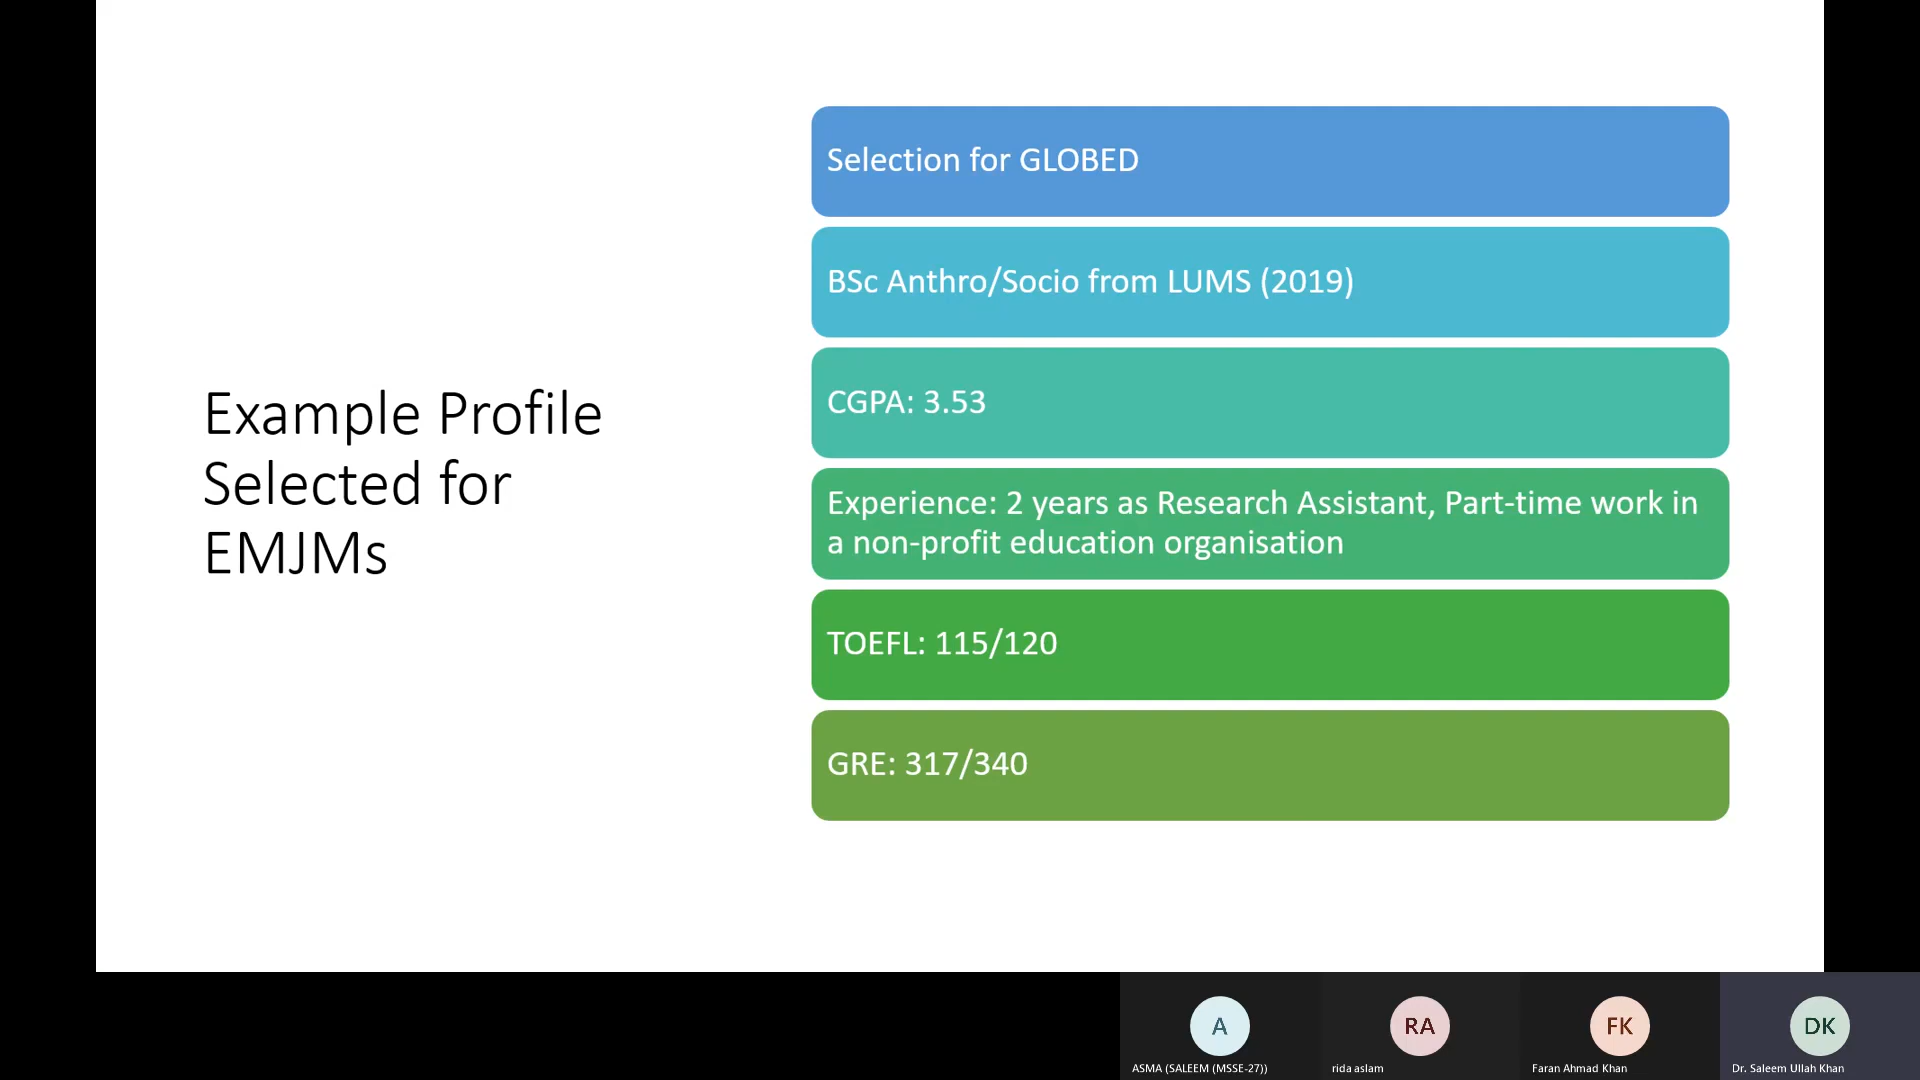 Example Profile
Selected for
EMJMs
Selection for GLOBED
BSc Anthro/Socio from LUMS (2019)
CGPA: 3.53
Experience: 2 years as Research Assistant, Part-time work in
a non-profit education organisation
TOEFL: 115/120
GRE: 317/340
A
RA
FK
DK
ASMA (SALEEM (MSSE-27))
rida aslam
Faran Ahmad Khan
Dr. Saleem Ullah Khan